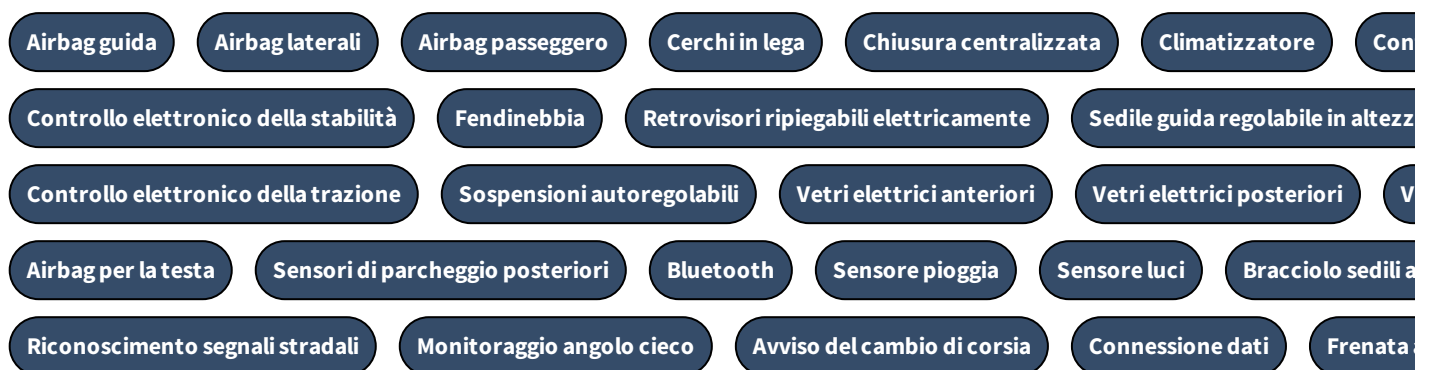 Airbag guida Airbag laterali Airbag passeggero Cerchi in lega Chiusura centralizzata Climatizzatore
Controllo elettronico della stabilità Fendinebbia Retrovisori ripiegabili elettricamente Sedile guida regolabile in
Controllo elettronico della trazione Sospensioni autoregolabili Vetri elettrici anteriori Vetri elettrici posteriori
Airbag per la testa Sensori di parcheggio posteriori Bluetooth Sensore pioggia Sensore luci Bracciolo sedili
Riconoscimento segnali stradali Monitoraggio angolo cieco Avviso del cambio di corsia Connessione dati Frenata